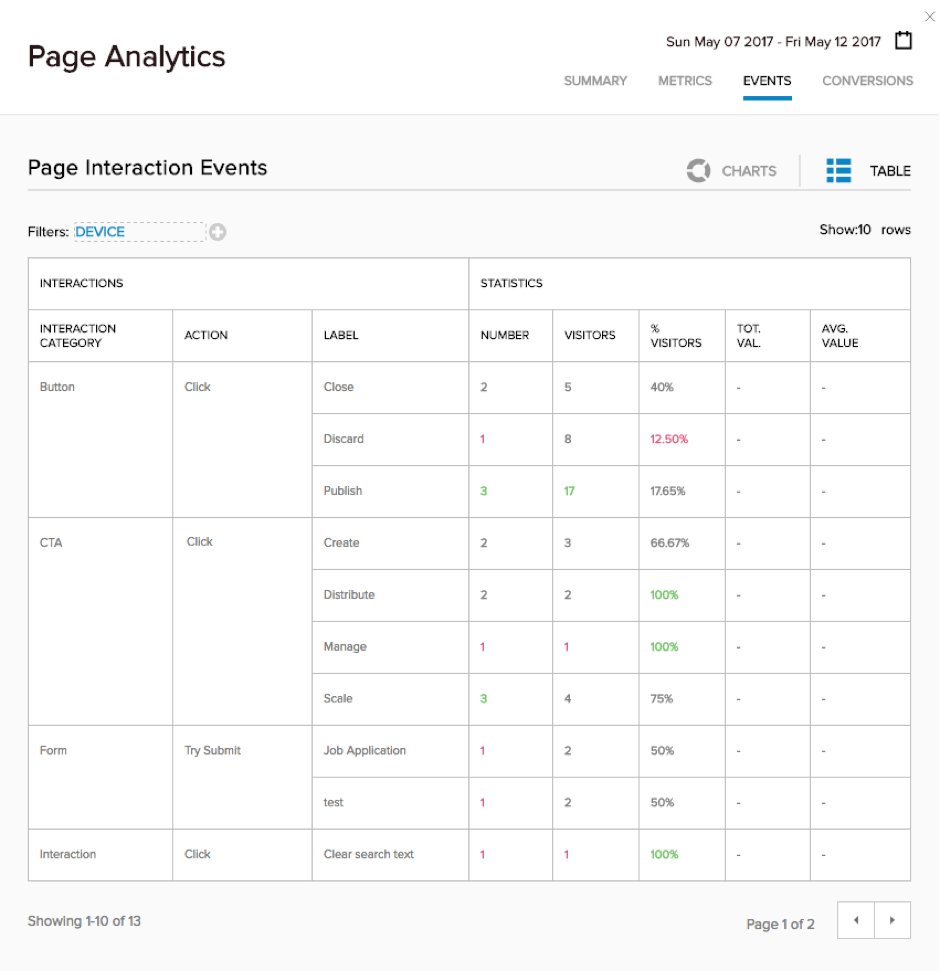 Sun May 07 2017 - Fri May 12 2017
Page Analytics
SUMMARY METRICS EVENTS CONVERSIONS
Page Interaction Events
CHARTS TABLE
Filters: DEVICE
Show:10 rows
INTERACTIONS STATISTICS
INTERACTION CATEGORY ACTION LABEL NUMBER VISITORS % VISITORS TOT. VAL. AVG. VALUE
Button Click Close 2 5 40% - -
Discard 1 8 12.50% - -
Publish 3 17 17.65% - -
CTA Click Create 2 3 66.67% - -
Distribute 2 2 100% - -
Manage 1 1 100% - -
Scale 3 4 75% - -
Form Try Submit Job Application 1 2 50% - -
test 1 2 50% - -
Interaction Click Clear search text 1 1 100% - -
Showing 1-10 of 13
Page 1 of 2